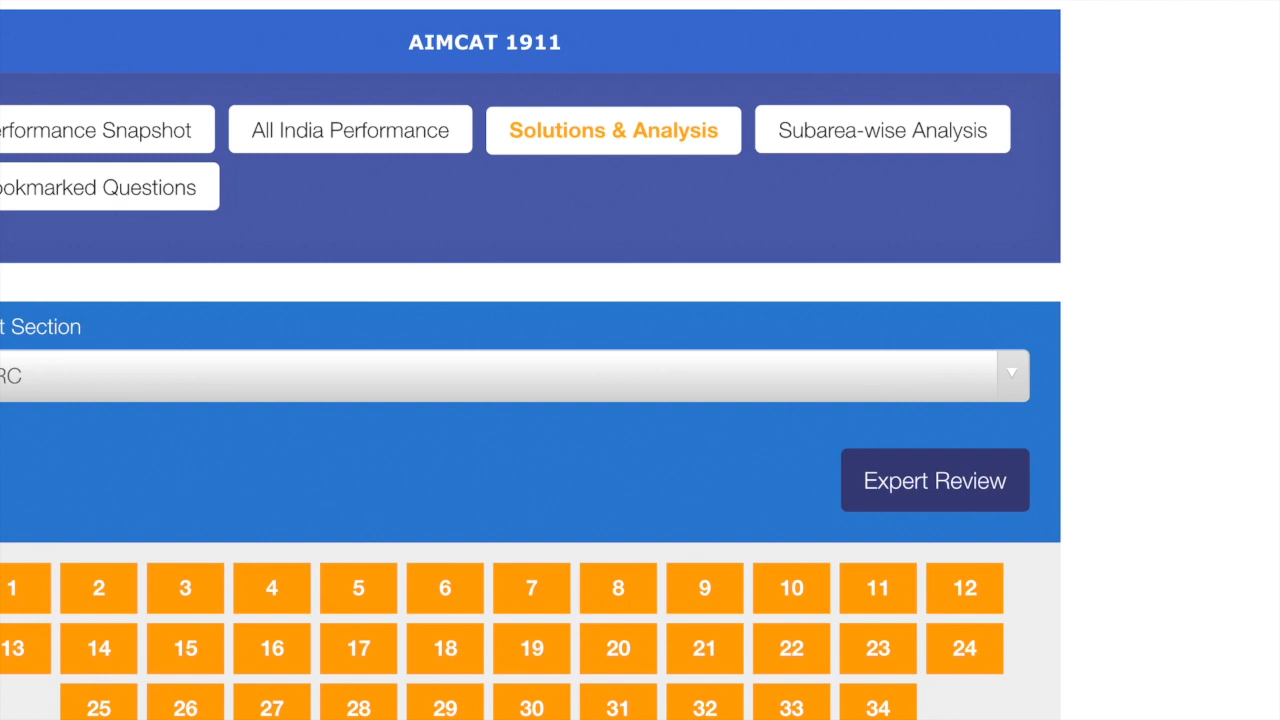 AIMCAT 1911
rformance Snapshot All India Performance Solutions & Analysis Subarea-wise Analysis
okmarked Questions
t Section
RC
Expert Review
1 2 3 4 5 6 7 8 9 10 11 12
13 14 15 16 17 18 19 20 21 22 23 24
25 26 27 28 29 30 31 32 33 34